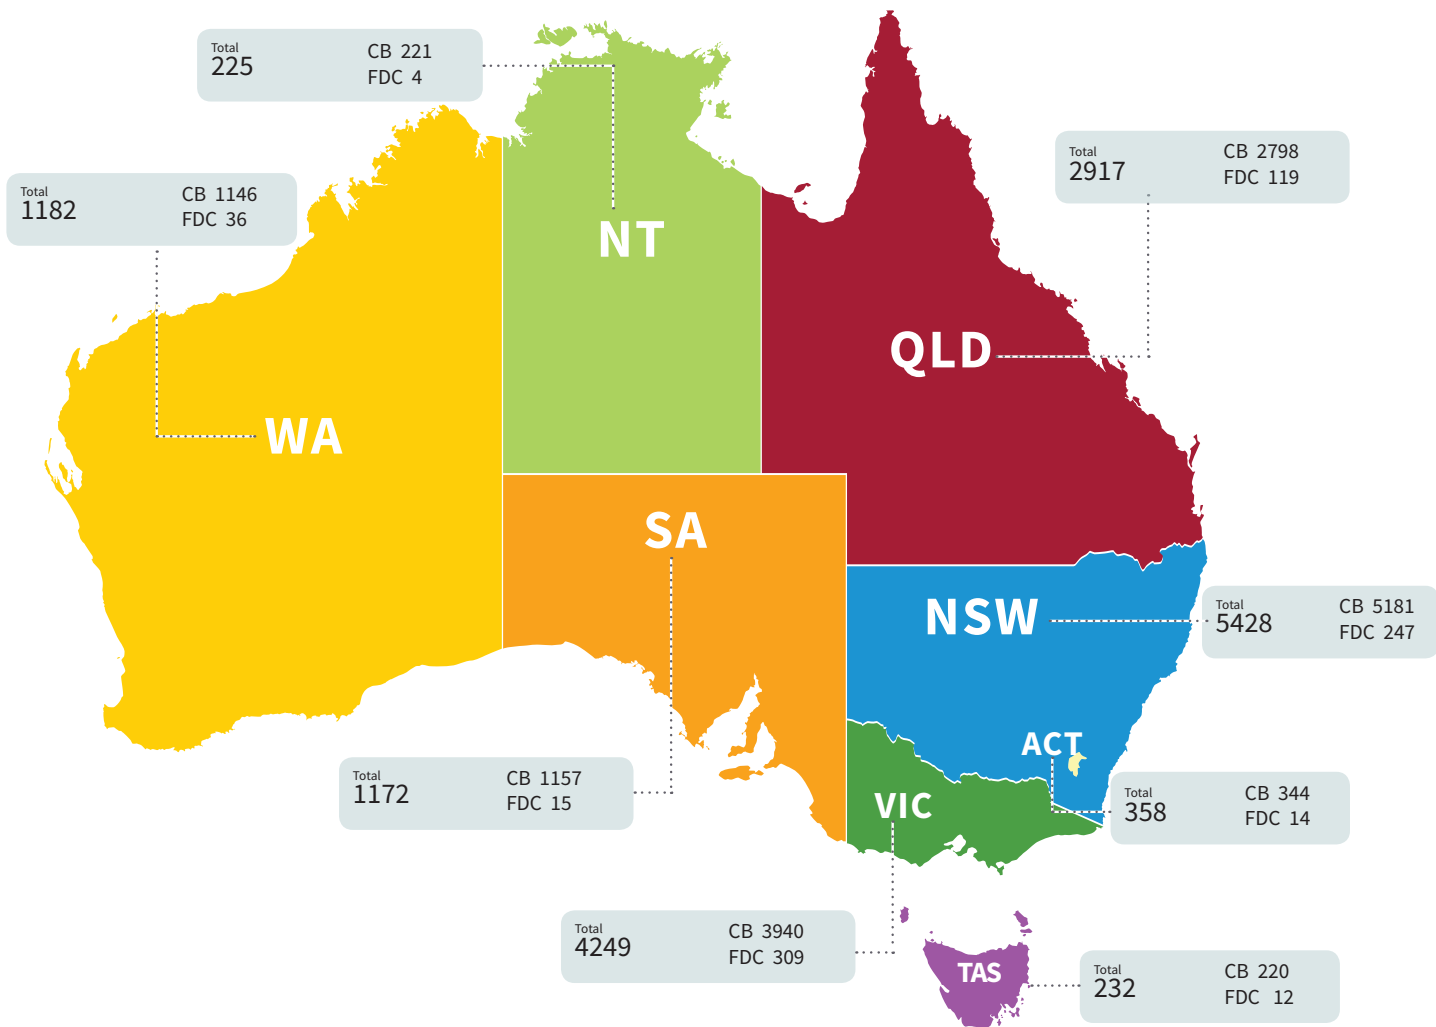 Total
225
CB 221
FDC 4
Total
1182
CB 1146
FDC 36
Total
2917
CB 2798
FDC 119
NT
QLD
WA
SA
NSW
Total
5428
CB 5181
FDC 247
ACT
Total
1172
CB 1157
FDC 15
VIC
Total
358
CB 344
FDC 14
Total
4249
CB 3940
FDC 309
TAS
Total
232
CB 220
FDC 12